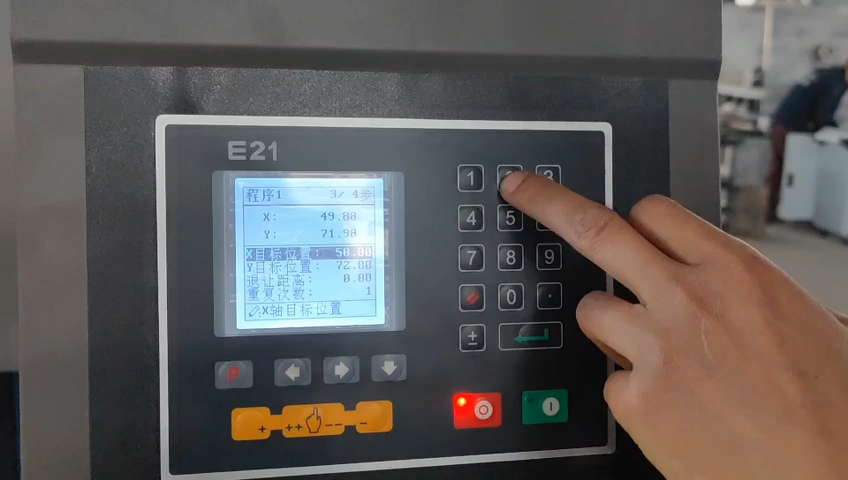 E21
程序1 3/ 4步
X: 49.80
Y: 71.90
X目标位置: 50.00
Y目标位置: 72.00
退让距离: 0.00
重复次数: 1
X轴目标位置
1 3
4 5
7 8 9
0 ·
±
P
+ ++ -- -